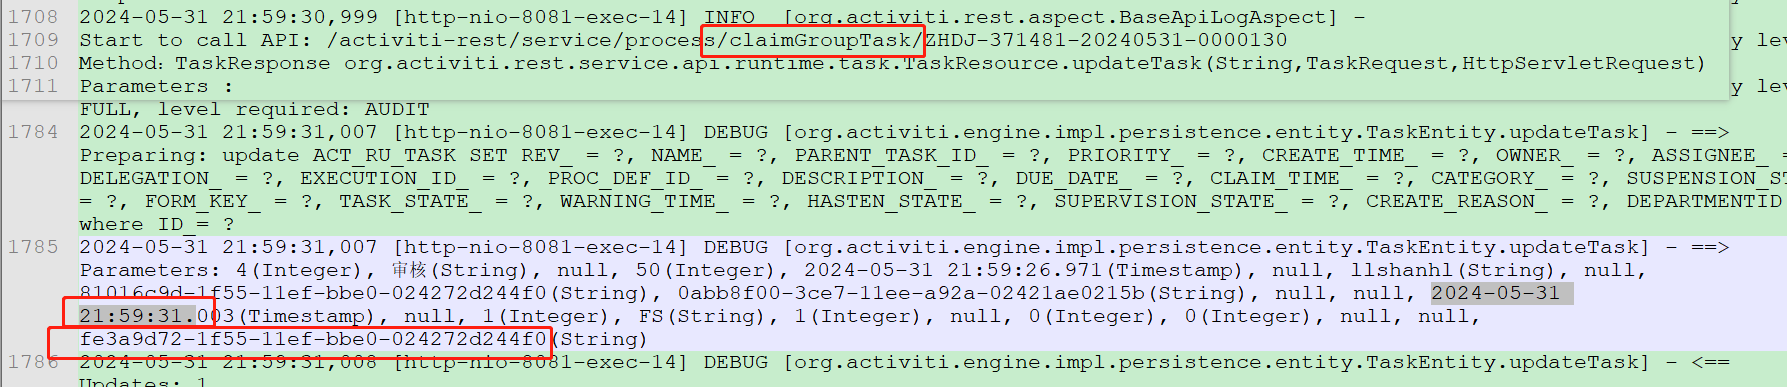 1708 2024-05-31 21:59:30,999 [http-nio-8081-exec-14] INFO  [org.activiti.rest.aspect.BaseApiLogAspect] -
1709 Start to call API: /activiti-rest/service/process/claimGroupTask/ZHDJ-371481-20240531-0000130 y lev
1710 Method: TaskResponse org.activiti.rest.service.api.runtime.task.TaskResource.updateTask(String,TaskRequest,HttpServletRequest)
1711 Parameters : y lev
FULL, level required: AUDIT
1784 2024-05-31 21:59:31,007 [http-nio-8081-exec-14] DEBUG [org.activiti.engine.impl.persistence.entity.TaskEntity.updateTask] - ==>
Preparing: update ACT_RU_TASK SET REV_ = ?, NAME_ = ?, PARENT_TASK_ID_ = ?, PRIORITY_ = ?, CREATE_TIME_ = ?, OWNER_ = ?, ASSIGNEE_ =
DELEGATION_ = ?, EXECUTION_ID_ = ?, PROC_DEF_ID_ = ?, DESCRIPTION_ = ?, DUE_DATE_ = ?, CLAIM_TIME_ = ?, CATEGORY_ = ?, SUSPENSION_ST
= ?, FORM_KEY_ = ?, TASK_STATE_ = ?, WARNING_TIME_ = ?, HASTEN_STATE_ = ?, SUPERVISION_STATE_ = ?, CREATE_REASON_ = ?, DEPARTMENTID
where ID_= ?
1785 2024-05-31 21:59:31,007 [http-nio-8081-exec-14] DEBUG [org.activiti.engine.impl.persistence.entity.TaskEntity.updateTask] - ==>
Parameters: 4(Integer), 审核(String), null, 50(Integer), 2024-05-31 21:59:26.971(Timestamp), null, llshanhl(String), null,
81016c9d-1f55-11ef-bbe0-024272d244f0(String), 0abb8f00-3ce7-11ee-a92a-02421ae0215b(String), null, null, 2024-05-31
21:59:31.003(Timestamp), null, 1(Integer), FS(String), 1(Integer), null, 0(Integer), 0(Integer), null, null,
fe3a9d72-1f55-11ef-bbe0-024272d244f0(String)
1786 2024-05-31 21:59:31,008 [http-nio-8081-exec-14] DEBUG [org.activiti.engine.impl.persistence.entity.TaskEntity.updateTask] - <==
Updates: 1